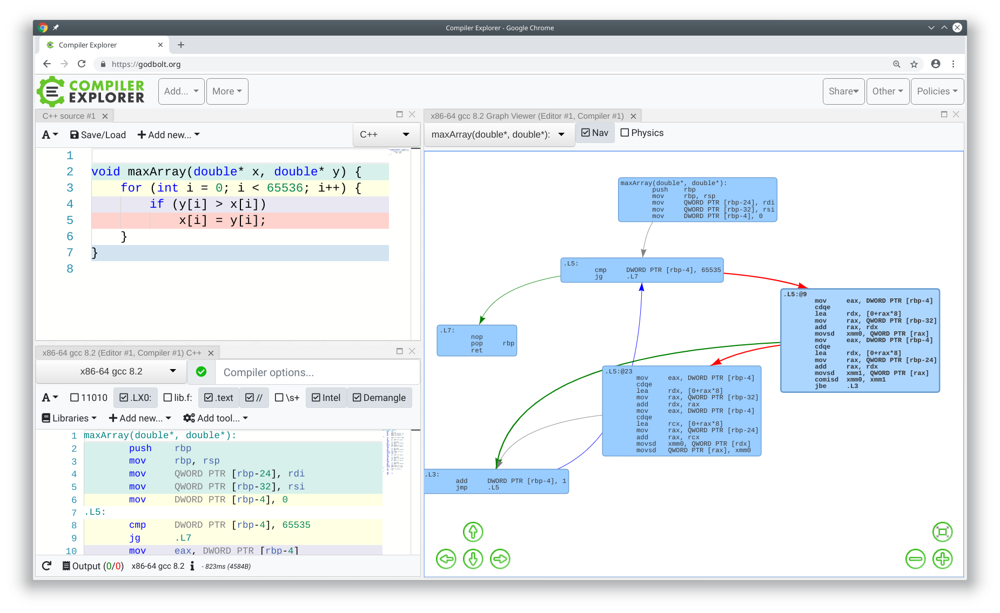 Compiler Explorer - Google Chrome
Compiler Explorer
https://godbolt.org
COMPILER
EXPLORER
Add...
More
Share
Other
Policies
C++ source #1
A
Save/Load
Add new...
C++
1
2 void maxArray(double* x, double* y) {
3 for (int i = 0; i < 65536; i++) {
4 if (y[i] > x[i])
5 x[i] = y[i];
6 }
7 }
8
x86-64 gcc 8.2 (Editor #1, Compiler #1) C++
x86-64 gcc 8.2
Compiler options...
A
11010
.LX0:
lib.f:
.text
//
\s+
Intel
Demangle
Libraries
Add new...
Add tool...
1 maxArray(double*, double*):
2 push rbp
3 mov rbp, rsp
4 mov QWORD PTR [rbp-24], rdi
5 mov QWORD PTR [rbp-32], rsi
6 mov DWORD PTR [rbp-4], 0
7 .L5:
8 cmp DWORD PTR [rbp-4], 65535
9 jg .L7
10 mov eax, DWORD PTR [rbp-4]
Output (0/0) x86-64 gcc 8.2 i - 823ms (4584B)
x86-64 gcc 8.2 Graph Viewer (Editor #1, Compiler #1)
maxArray(double*, double*):
Nav
Physics
maxArray(double*, double*):
push rbp
mov rbp, rsp
mov QWORD PTR [rbp-24], rdi
mov QWORD PTR [rbp-32], rsi
mov DWORD PTR [rbp-4], 0
.L5:
cmp DWORD PTR [rbp-4], 65535
jg .L7
.L5:@9
mov eax, DWORD PTR [rbp-4]
cdqe
lea rdx, [0+rax*8]
mov rax, QWORD PTR [rbp-32]
add rax, rdx
movsd xmm0, QWORD PTR [rax]
mov eax, DWORD PTR [rbp-4]
cdqe
lea rdx, [0+rax*8]
mov rax, QWORD PTR [rbp-24]
add rax, rdx
movsd xmm1, QWORD PTR [rax]
comisd xmm0, xmm1
jbe .L3
.L7:
nop
pop rbp
ret
.L5:@23
mov eax, DWORD PTR [rbp-4]
cdqe
lea rdx, [0+rax*8]
mov rax, QWORD PTR [rbp-32]
add rdx, rax
mov eax, DWORD PTR [rbp-4]
cdqe
lea rcx, [0+rax*8]
mov rax, QWORD PTR [rbp-24]
add rax, rcx
movsd xmm0, QWORD PTR [rdx]
movsd QWORD PTR [rax], xmm0
.L3:
add DWORD PTR [rbp-4], 1
jmp .L5